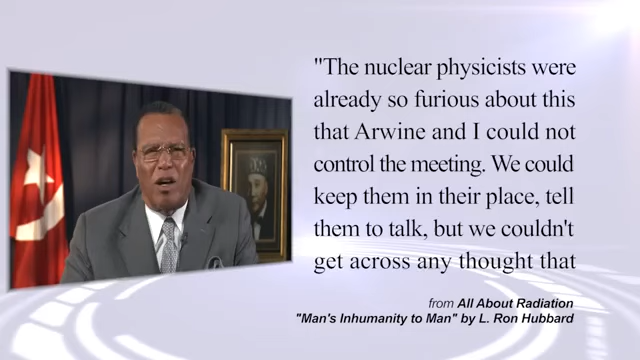 "The nuclear physicists were
already so furious about this
that Arwine and I could not
control the meeting. We could
keep them in their place, tell
them to talk, but we couldn't
get across any thought that
from All About Radiation
"Man's Inhumanity to Man" by L. Ron Hubbard